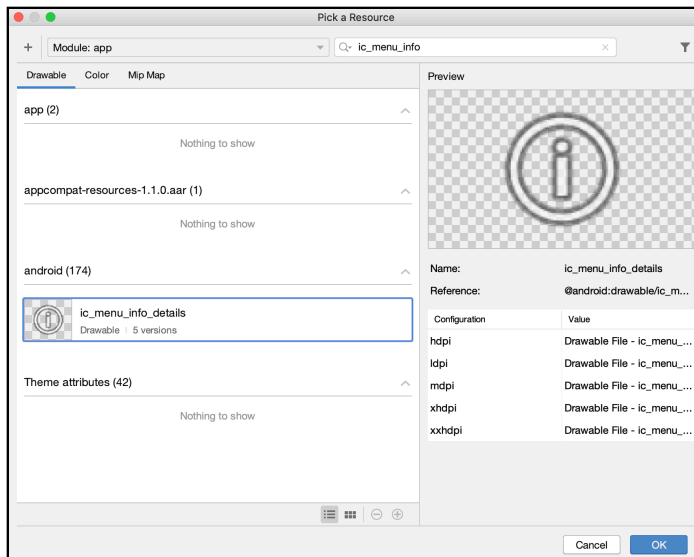 Pick a Resource
Module: app
ic_menu_info
Drawable Color Mip Map
app (2)
Nothing to show
appcompat-resources-1.1.0.aar (1)
Nothing to show
android (174)
ic_menu_info_details
Drawable | 5 versions
Theme attributes (42)
Nothing to show
Preview
Name: ic_menu_info_details
Reference: @android:drawable/ic_m...
Configuration Value
hdpi Drawable File - ic_menu_...
ldpi Drawable File - ic_menu_...
mdpi Drawable File - ic_menu_...
xhdpi Drawable File - ic_menu_...
xxhdpi Drawable File - ic_menu_...
Cancel OK